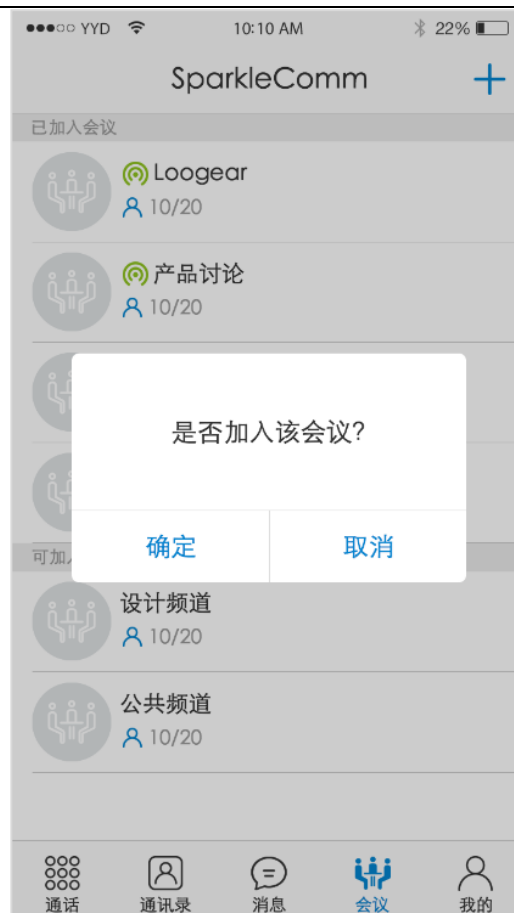 YYD 10:10 AM 22%
SparkleComm
已加入会议
Loogear
10/20
产品讨论
10/20
是否加入该会议?
确定 取消
可加
设计频道
10/20
公共频道
10/20
通话 通讯录 消息 会议 我的